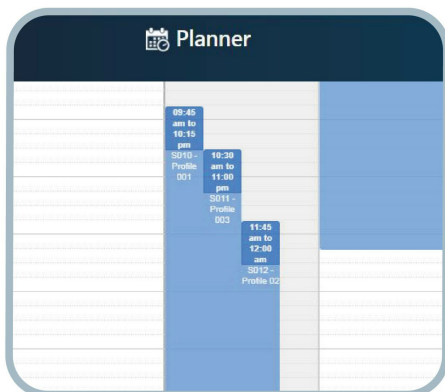 Planner
09:45
am to
10:15
pm
S010 -
Profile
001
10:30
am to
11:00
pm
S011 -
Profile
003
11:45
am to
12:00
am
S012 -
Profile 02